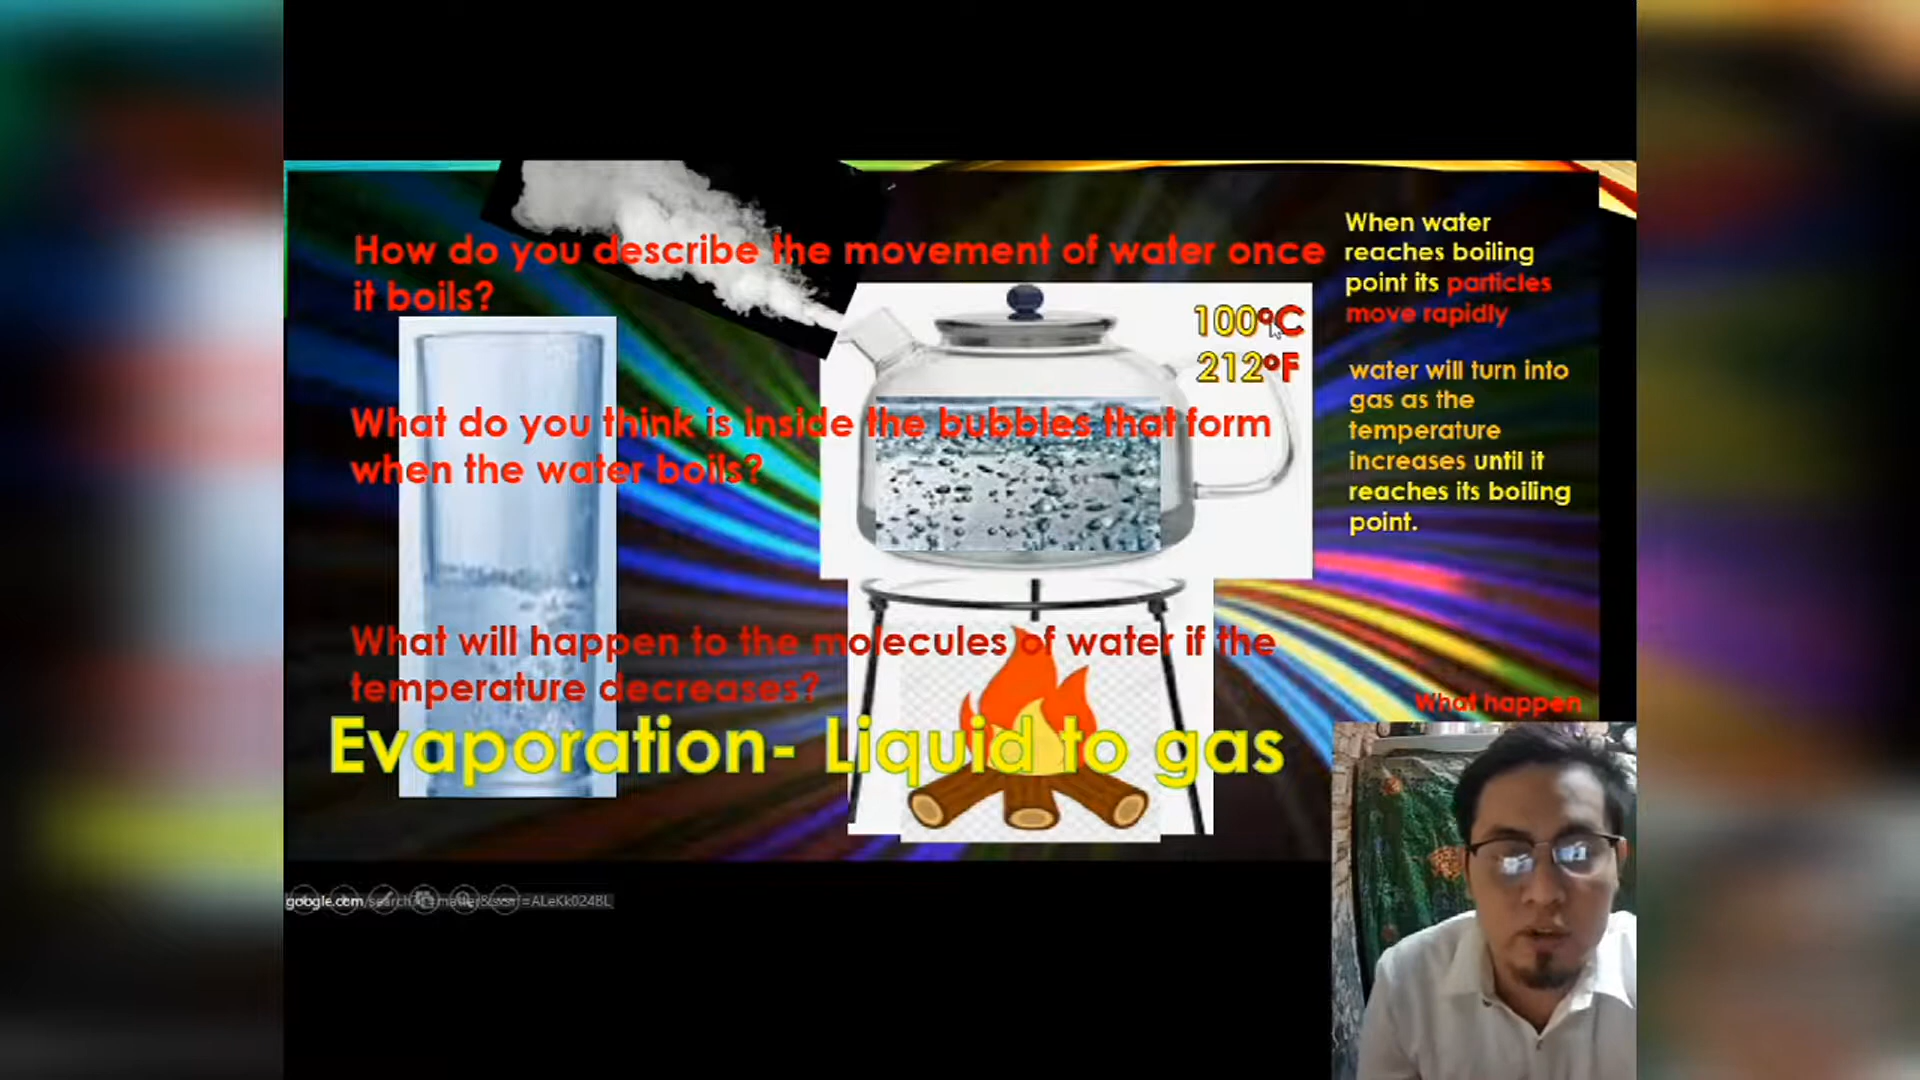 How do you describe the movement of water once
it boils?
100°C
212°F
What do you think is inside the bubbles that form
when the water boils?
What will happen to the molecules of water if the
temperature decreases?
Evaporation- Liquid to gas
When water
reaches boiling
point its particles
move rapidly
water will turn into
gas as the
temperature
increases until it
reaches its boiling
point.
What happen
google.com/search